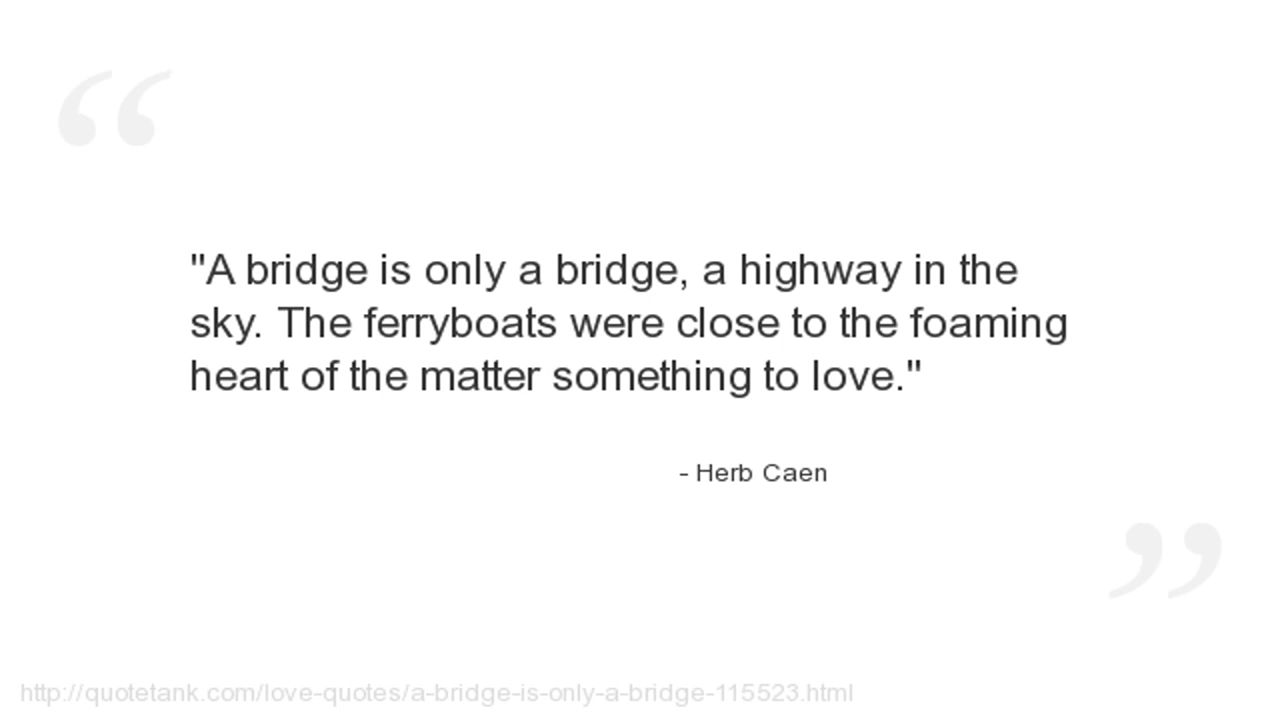 "A bridge is only a bridge, a highway in the
sky. The ferryboats were close to the foaming
heart of the matter something to love."
- Herb Caen
http://quotetank.com/love-quotes/a-bridge-is-only-a-bridge-115523.html